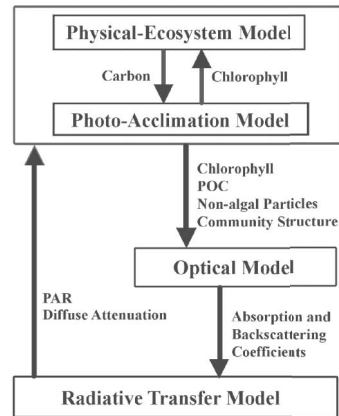 Physical-Ecosystem Model
Carbon
Chlorophyll
Photo-Acclimation Model
Chlorophyll
POC
Non-algal Particles
Community Structure
Optical Model
PAR
Diffuse Attenuation
Absorption and
Backscattering
Coefficients
Radiative Transfer Model